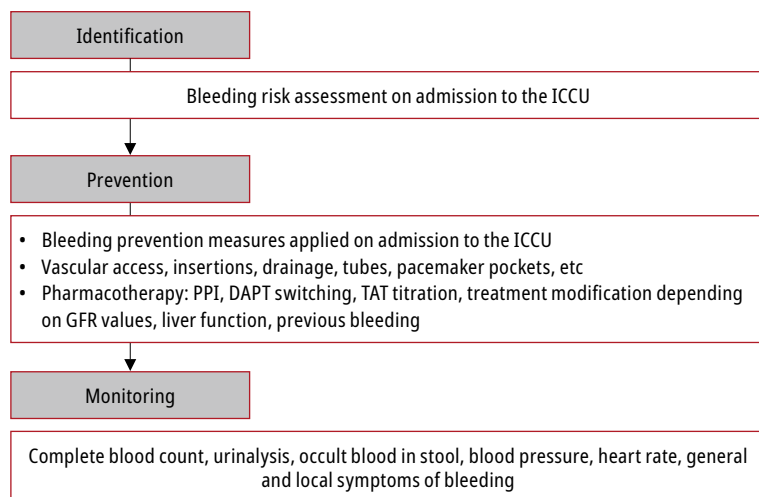 Identification
Bleeding risk assessment on admission to the ICCU
Prevention
• Bleeding prevention measures applied on admission to the ICCU
• Vascular access, insertions, drainage, tubes, pacemaker pockets, etc
• Pharmacotherapy: PPI, DAPT switching, TAT titration, treatment modification depending
on GFR values, liver function, previous bleeding
Monitoring
Complete blood count, urinalysis, occult blood in stool, blood pressure, heart rate, general
and local symptoms of bleeding